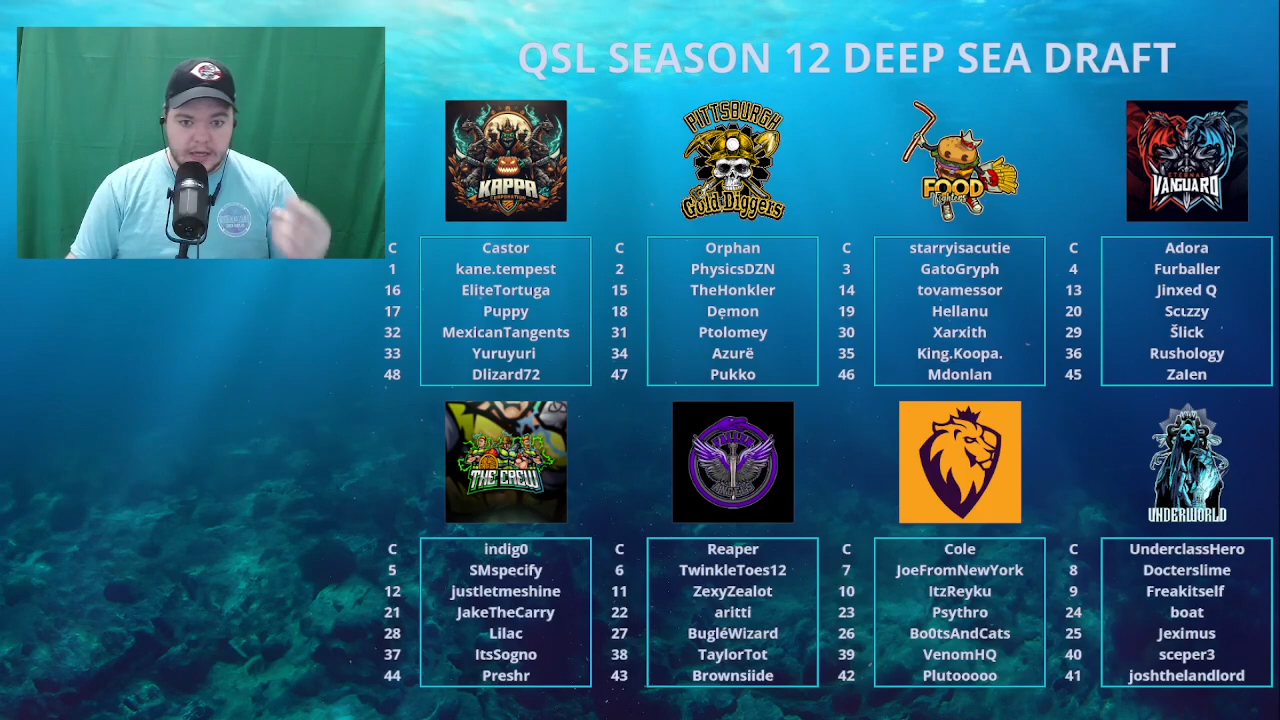 QSL SEASON 12 DEEP SEA DRAFT
KAPPA
CORPORATION
PITTSBURGH
Gold Diggers
FOOD
Fighters
ETERNAL
VANGUARD
C Castor
1 kane.tempest
16 EliteTortuga
17 Puppy
32 MexicanTangents
33 Yuruyuri
48 Dlizard72
C Orphan
2 PhysicsDZN
15 TheHonkler
18 Dęmon
31 Ptolomey
34 Azurë
47 Pukko
C starryisacutie
3 GatoGryph
14 tovamessor
19 Hellanu
30 Xarxith
35 King.Koopa.
46 Mdonlan
C Adora
4 Furballer
13 Jinxed Q
20 Scuzzy
29 Šlick
36 Rushology
45 Zalen
THE CREW
ANGELS
UNDERWORLD
C indig0
5 SMspecify
12 justletmeshine
21 JakeTheCarry
28 Lilac
37 ItsSogno
44 Preshr
C Reaper
6 TwinkleToes12
11 ZexyZealot
22 aritti
27 BugléWizard
38 TaylorTot
43 Brownsiide
C Cole
7 JoeFromNewYork
10 ItzReyku
23 Psythro
26 Bo0tsAndCats
39 VenomHQ
42 Plutooooo
C UnderclassHero
8 Docterslime
9 Freakitself
24 boat
25 Jeximus
40 sceper3
41 joshthelandlord